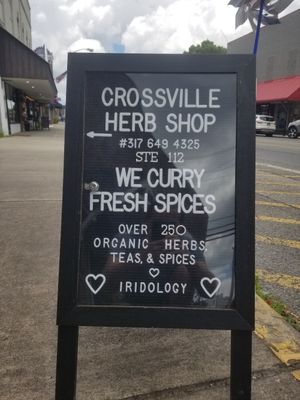 CROSSVILLE
HERB SHOP
#317 649 4325
STE 112
WE CURRY
FRESH SPICES
OVER 250
ORGANIC HERBS,
TEAS, & SPICES
IRIDOLOGY